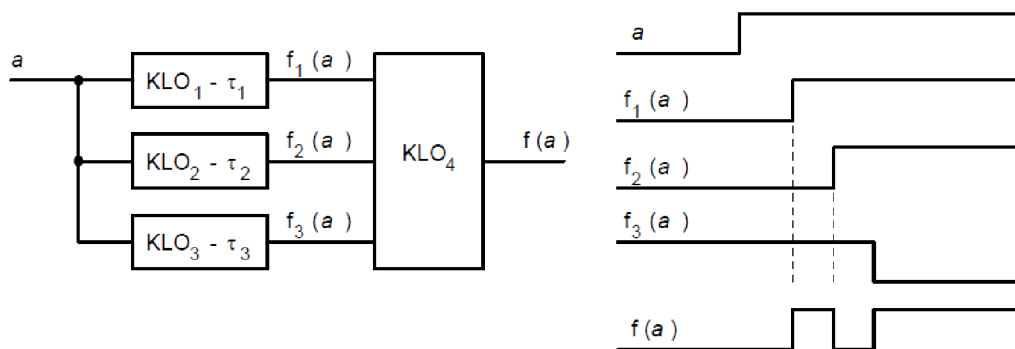 a
KLO₁ - τ₁
f₁ (a )
KLO₂ - τ₂
f₂ (a )
KLO₃ - τ₃
f₃ (a )
KLO₄
f (a )
a
f₁ (a )
f₂ (a )
f₃ (a )
f (a )